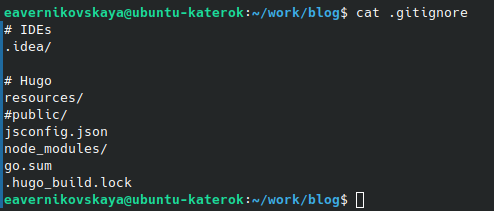 eavernikovskaya@ubuntu-katerok:~/work/blog$ cat .gitignore
# IDEs
.idea/

# Hugo
resources/
#public/
jsconfig.json
node_modules/
go.sum
.hugo_build.lock
eavernikovskaya@ubuntu-katerok:~/work/blog$